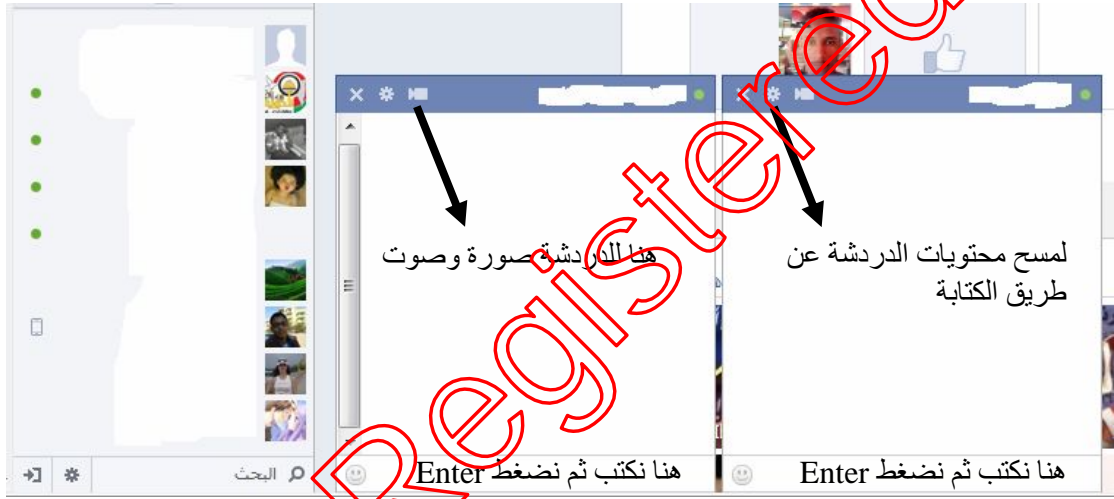 لمسح محتويات الدردشة عن
طريق الكتابة
هنا نكتب ثم نضغط Enter
هنا للدردشة صورة وصوت
هنا نكتب ثم نضغط Enter
البحث
Registered